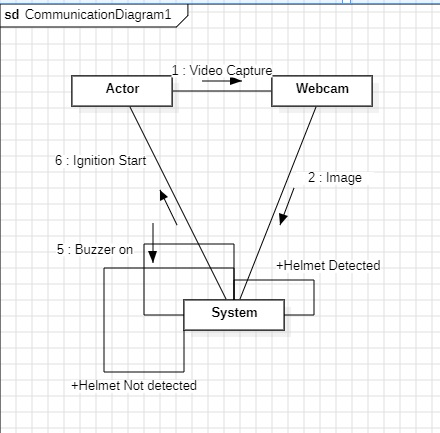 sd CommunicationDiagram1
1 : Video Capture
Actor
Webcam
6 : Ignition Start
2 : Image
5 : Buzzer on
+Helmet Detected
System
+Helmet Not detected